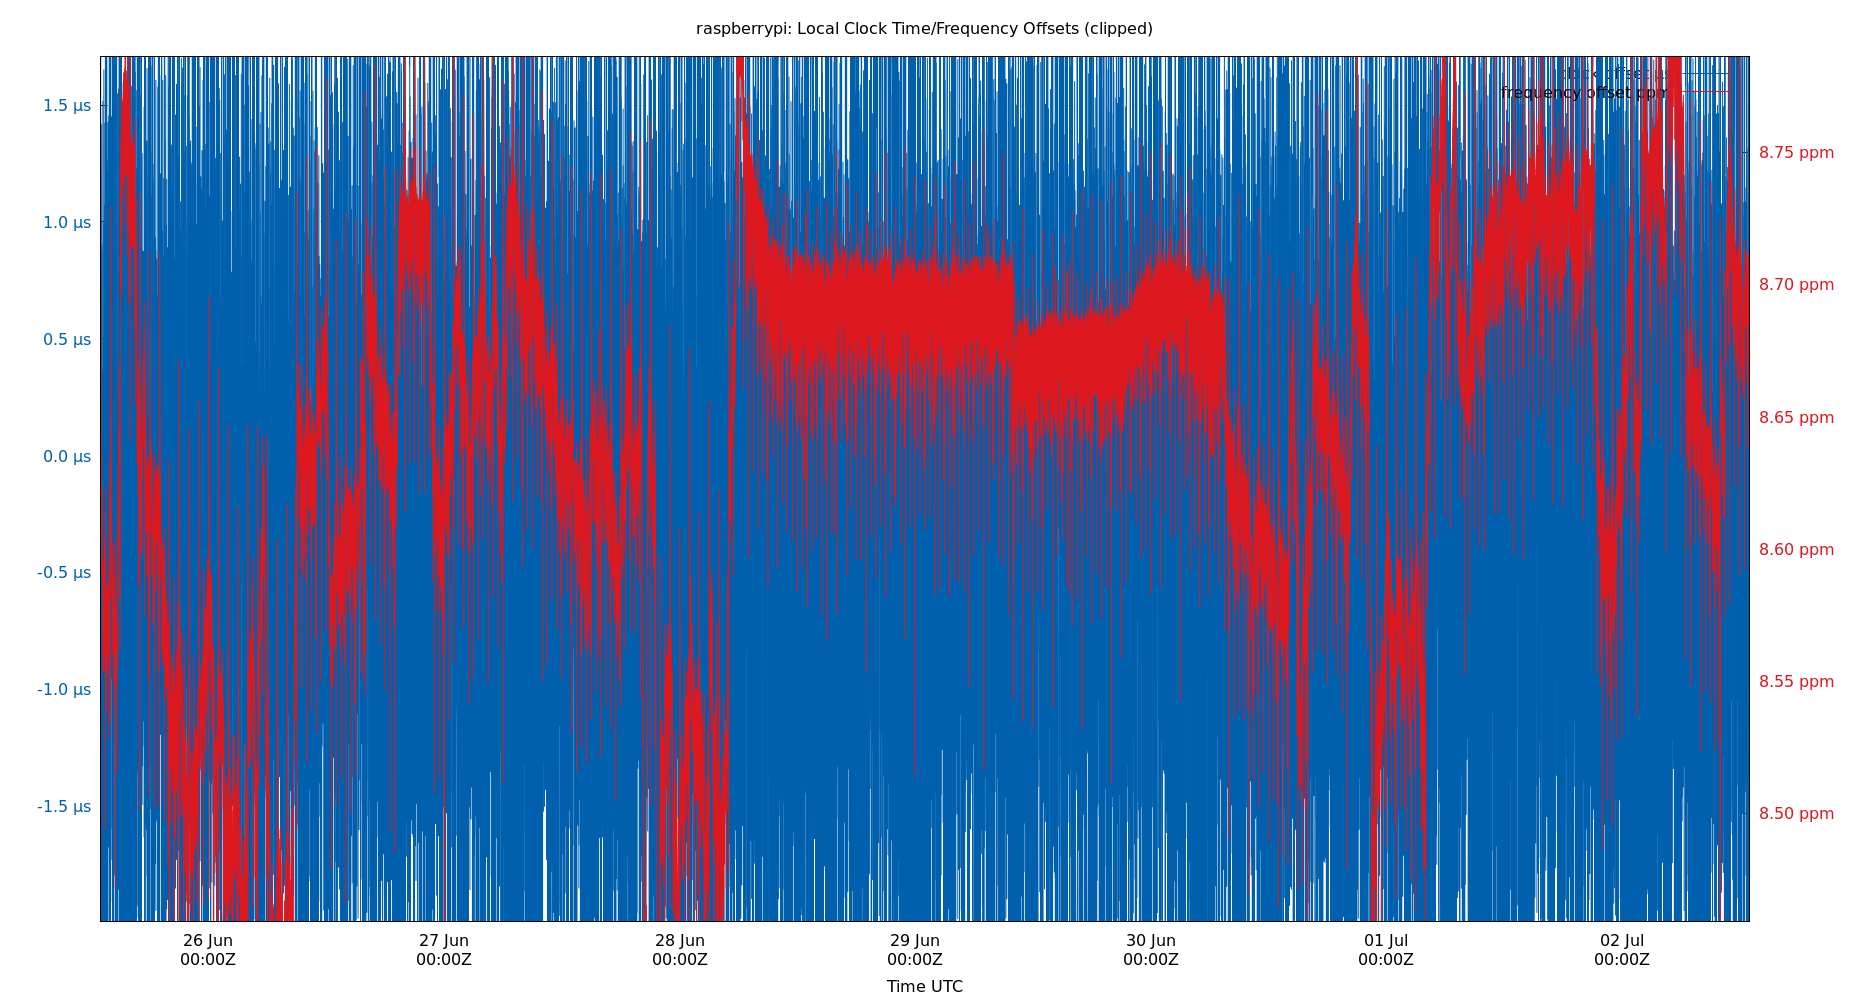 raspberrypi: Local Clock Time/Frequency Offsets (clipped)
clock offset µs
frequency offset ppm
1.5 µs
1.0 µs
0.5 µs
0.0 µs
-0.5 µs
-1.0 µs
-1.5 µs
8.75 ppm
8.70 ppm
8.65 ppm
8.60 ppm
8.55 ppm
8.50 ppm
26 Jun
00:00Z
27 Jun
00:00Z
28 Jun
00:00Z
29 Jun
00:00Z
30 Jun
00:00Z
01 Jul
00:00Z
02 Jul
00:00Z
Time UTC